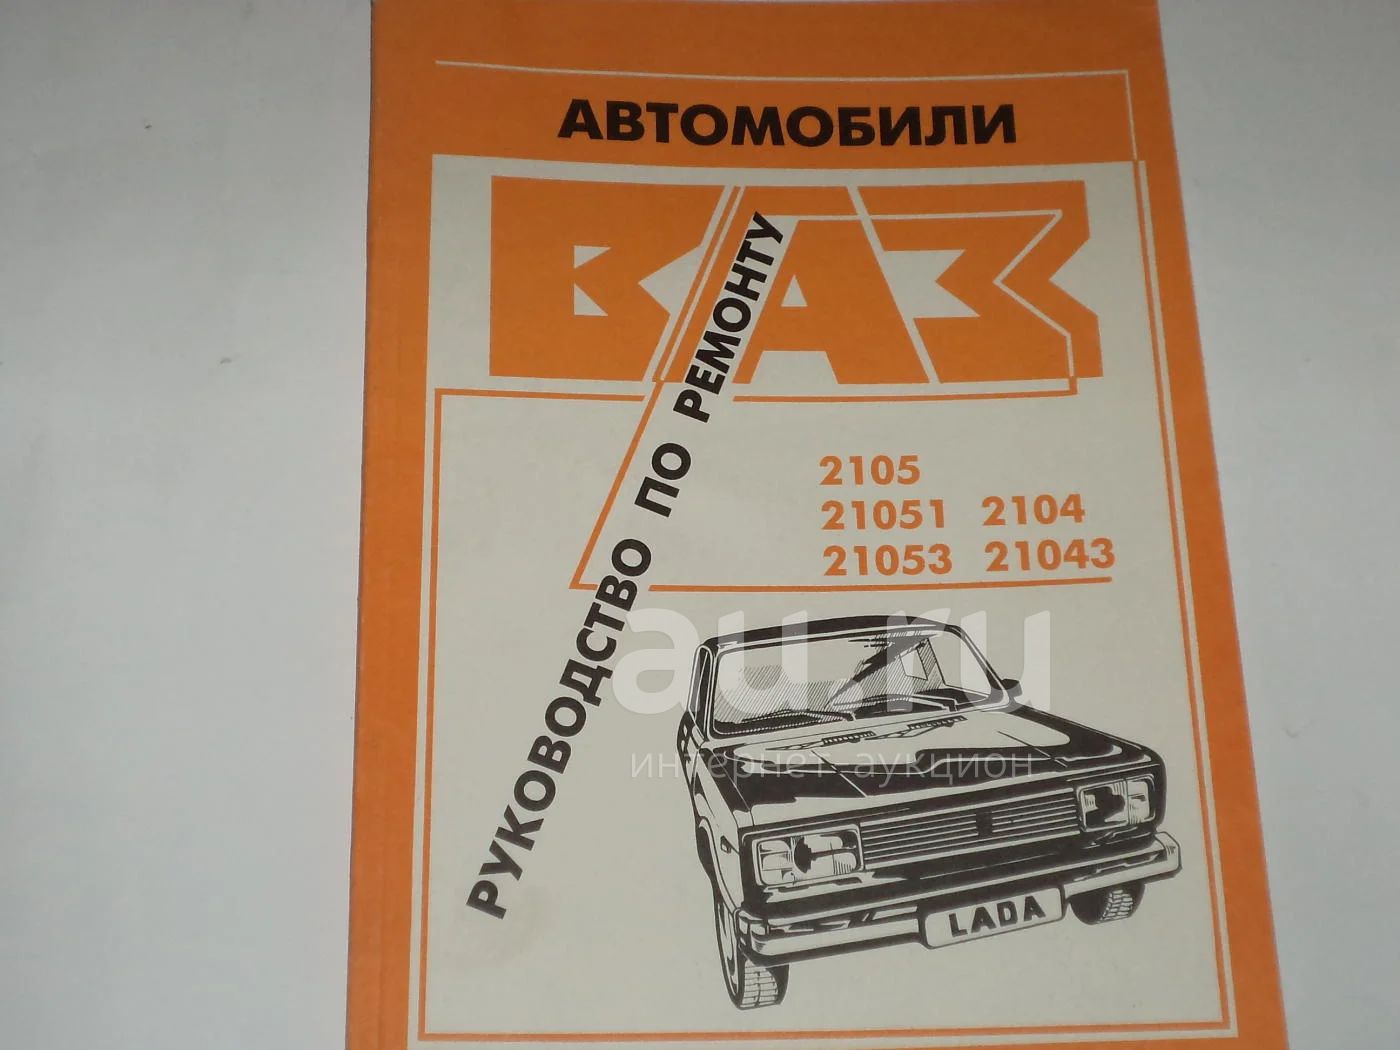 АВТОМОБИЛИ
ВАЗ
РУКОВОДСТВО ПО РЕМОНТУ
2105
21051 2104
21053 21043
au.ru
интернет-аукцион
LADA